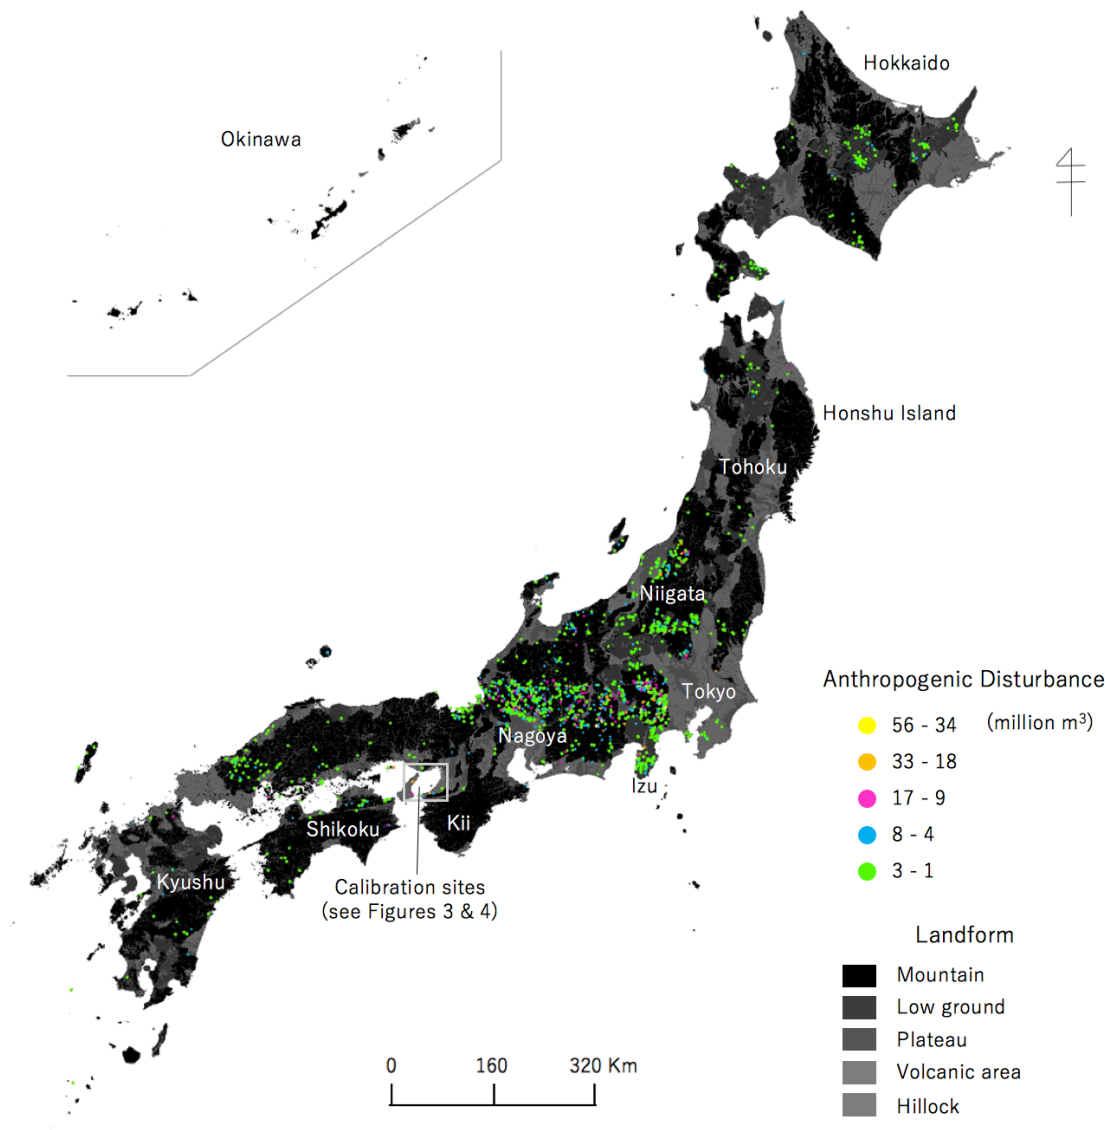 Hokkaido
Okinawa
Honshu Island
Tohoku
Niigata
Anthropogenic Disturbance
(million m³)
56 - 34
33 - 18
17 - 9
8 - 4
3 - 1
Tokyo
Nagoya
Izu
Shikoku
Kii
Kyushu
Calibration sites
(see Figures 3 & 4)
Landform
Mountain
Low ground
Plateau
Volcanic area
Hillock
0 160 320 Km